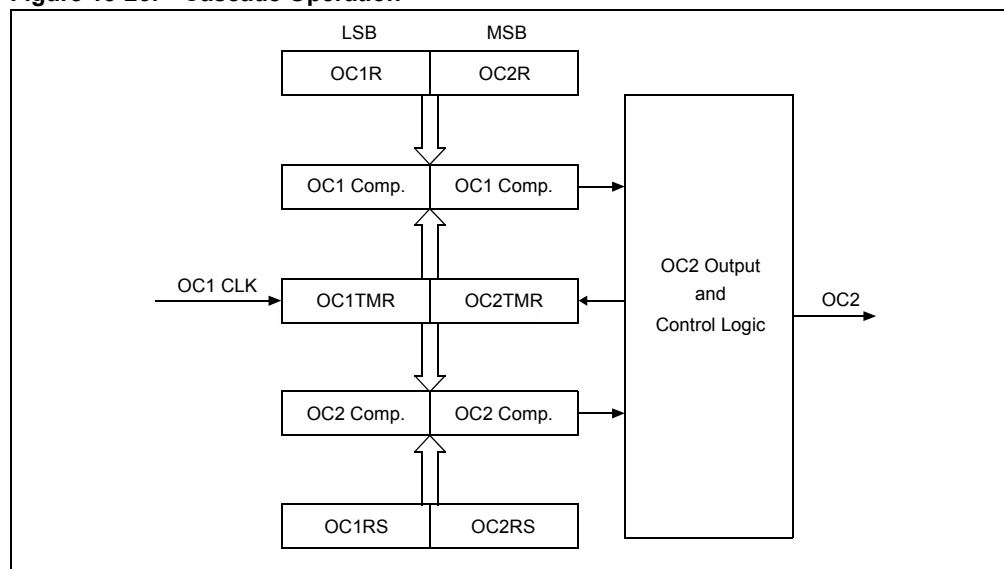 LSB MSB
OC1R OC2R
OC1 Comp. OC1 Comp.
OC1 CLK
OC1TMR OC2TMR
OC2 Output
and
Control Logic
OC2
OC2 Comp. OC2 Comp.
OC1RS OC2RS